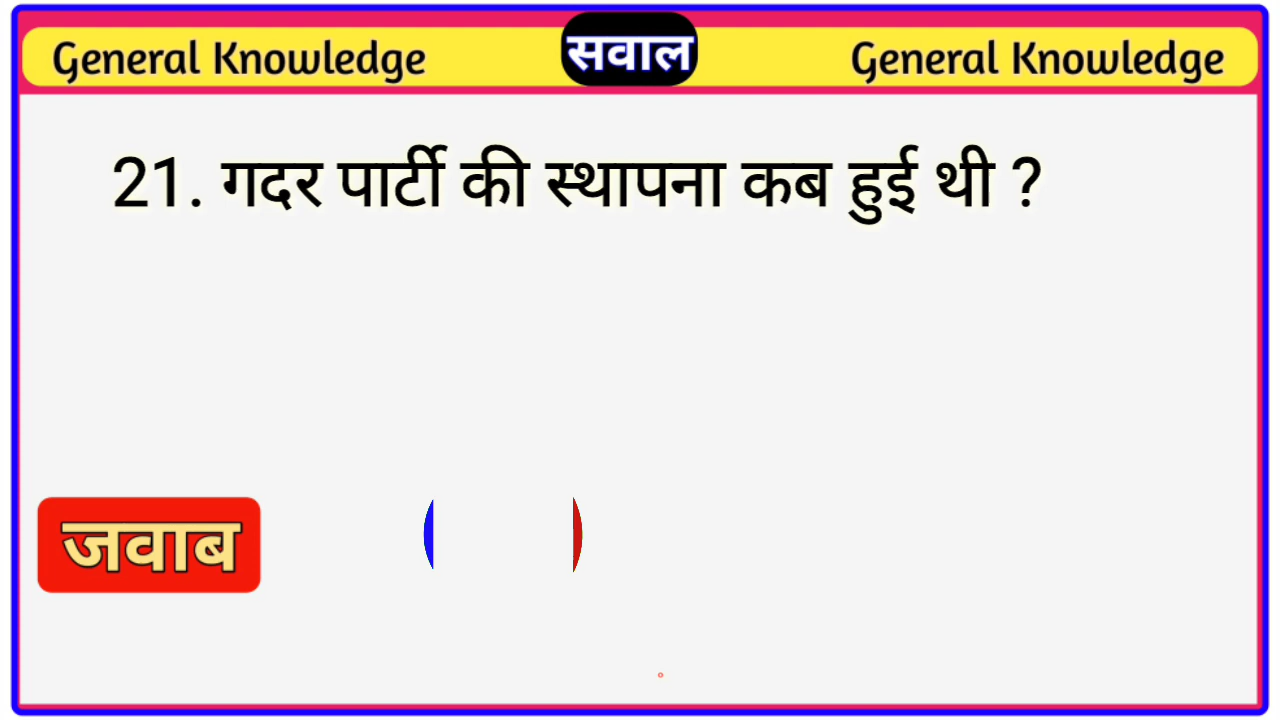 General Knowledge सवाल General Knowledge
21. गदर पार्टी की स्थापना कब हुई थी ?
जवाब